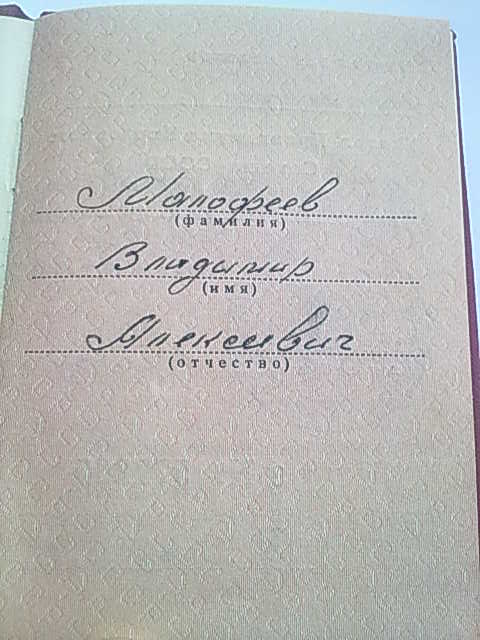 Малофеев
(фамилия)
Владимир
(имя)
Алексеевич
(отчество)